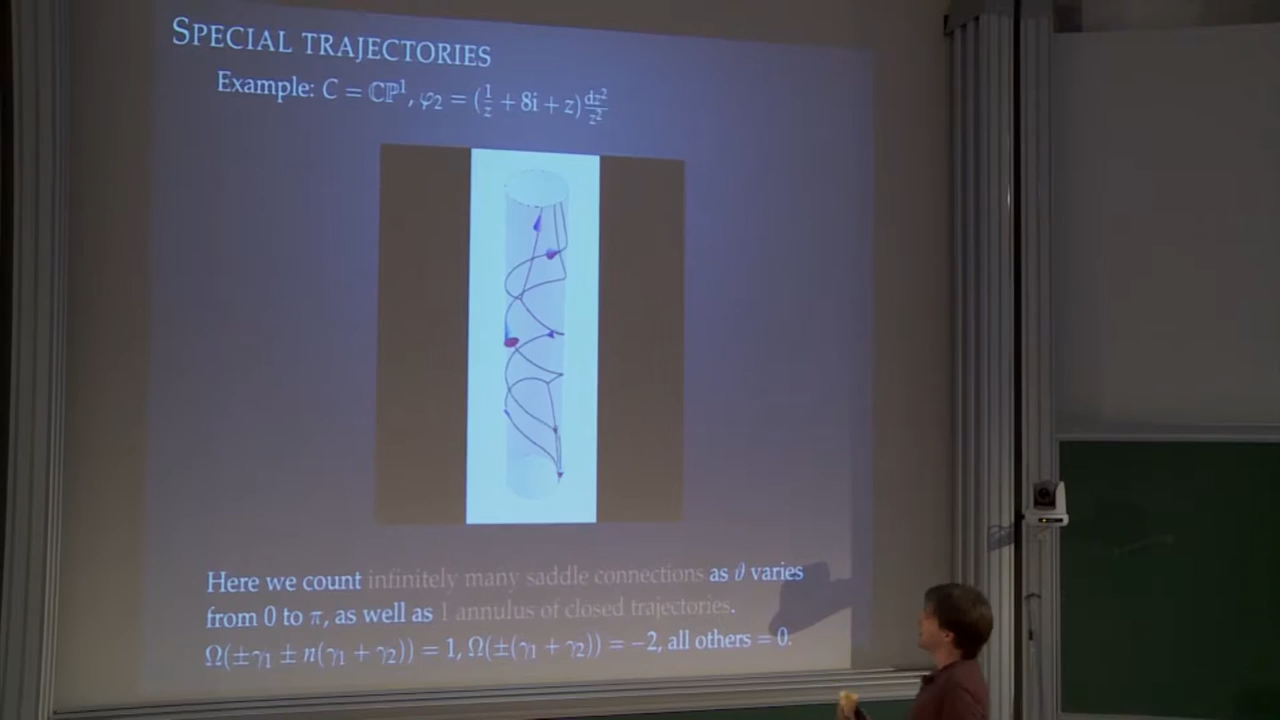 SPECIAL TRAJECTORIES
Example: C = ℂℙ¹, φ₂ = (1/z + 8i + z) dz²/z²
Here we count infinitely many saddle connections as ϑ varies
from 0 to π, as well as 1 annulus of closed trajectories.
Ω(±γ₁ ± n(γ₁ + γ₂)) = 1, Ω(±(γ₁ + γ₂)) = −2, all others = 0.